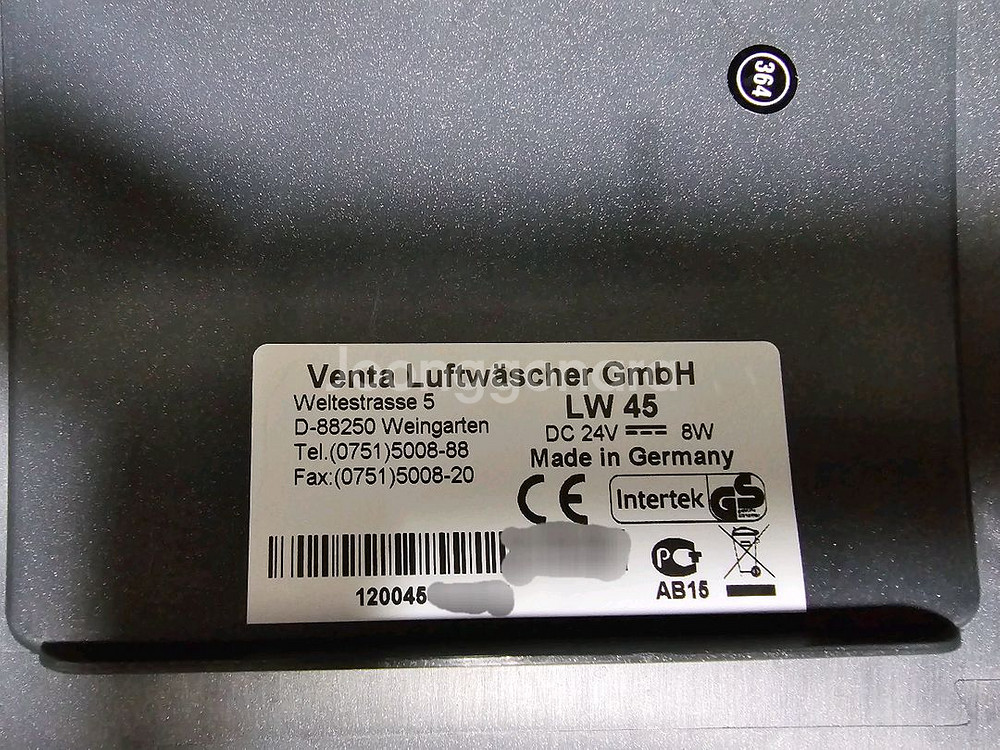 364
Venta Luftwäscher GmbH
Weltestrasse 5
D-88250 Weingarten
Tel.(0751)5008-88
Fax:(0751)5008-20
LW 45
DC 24V 8W
Made in Germany
CE
Intertek GS
120045
PCT
AB15